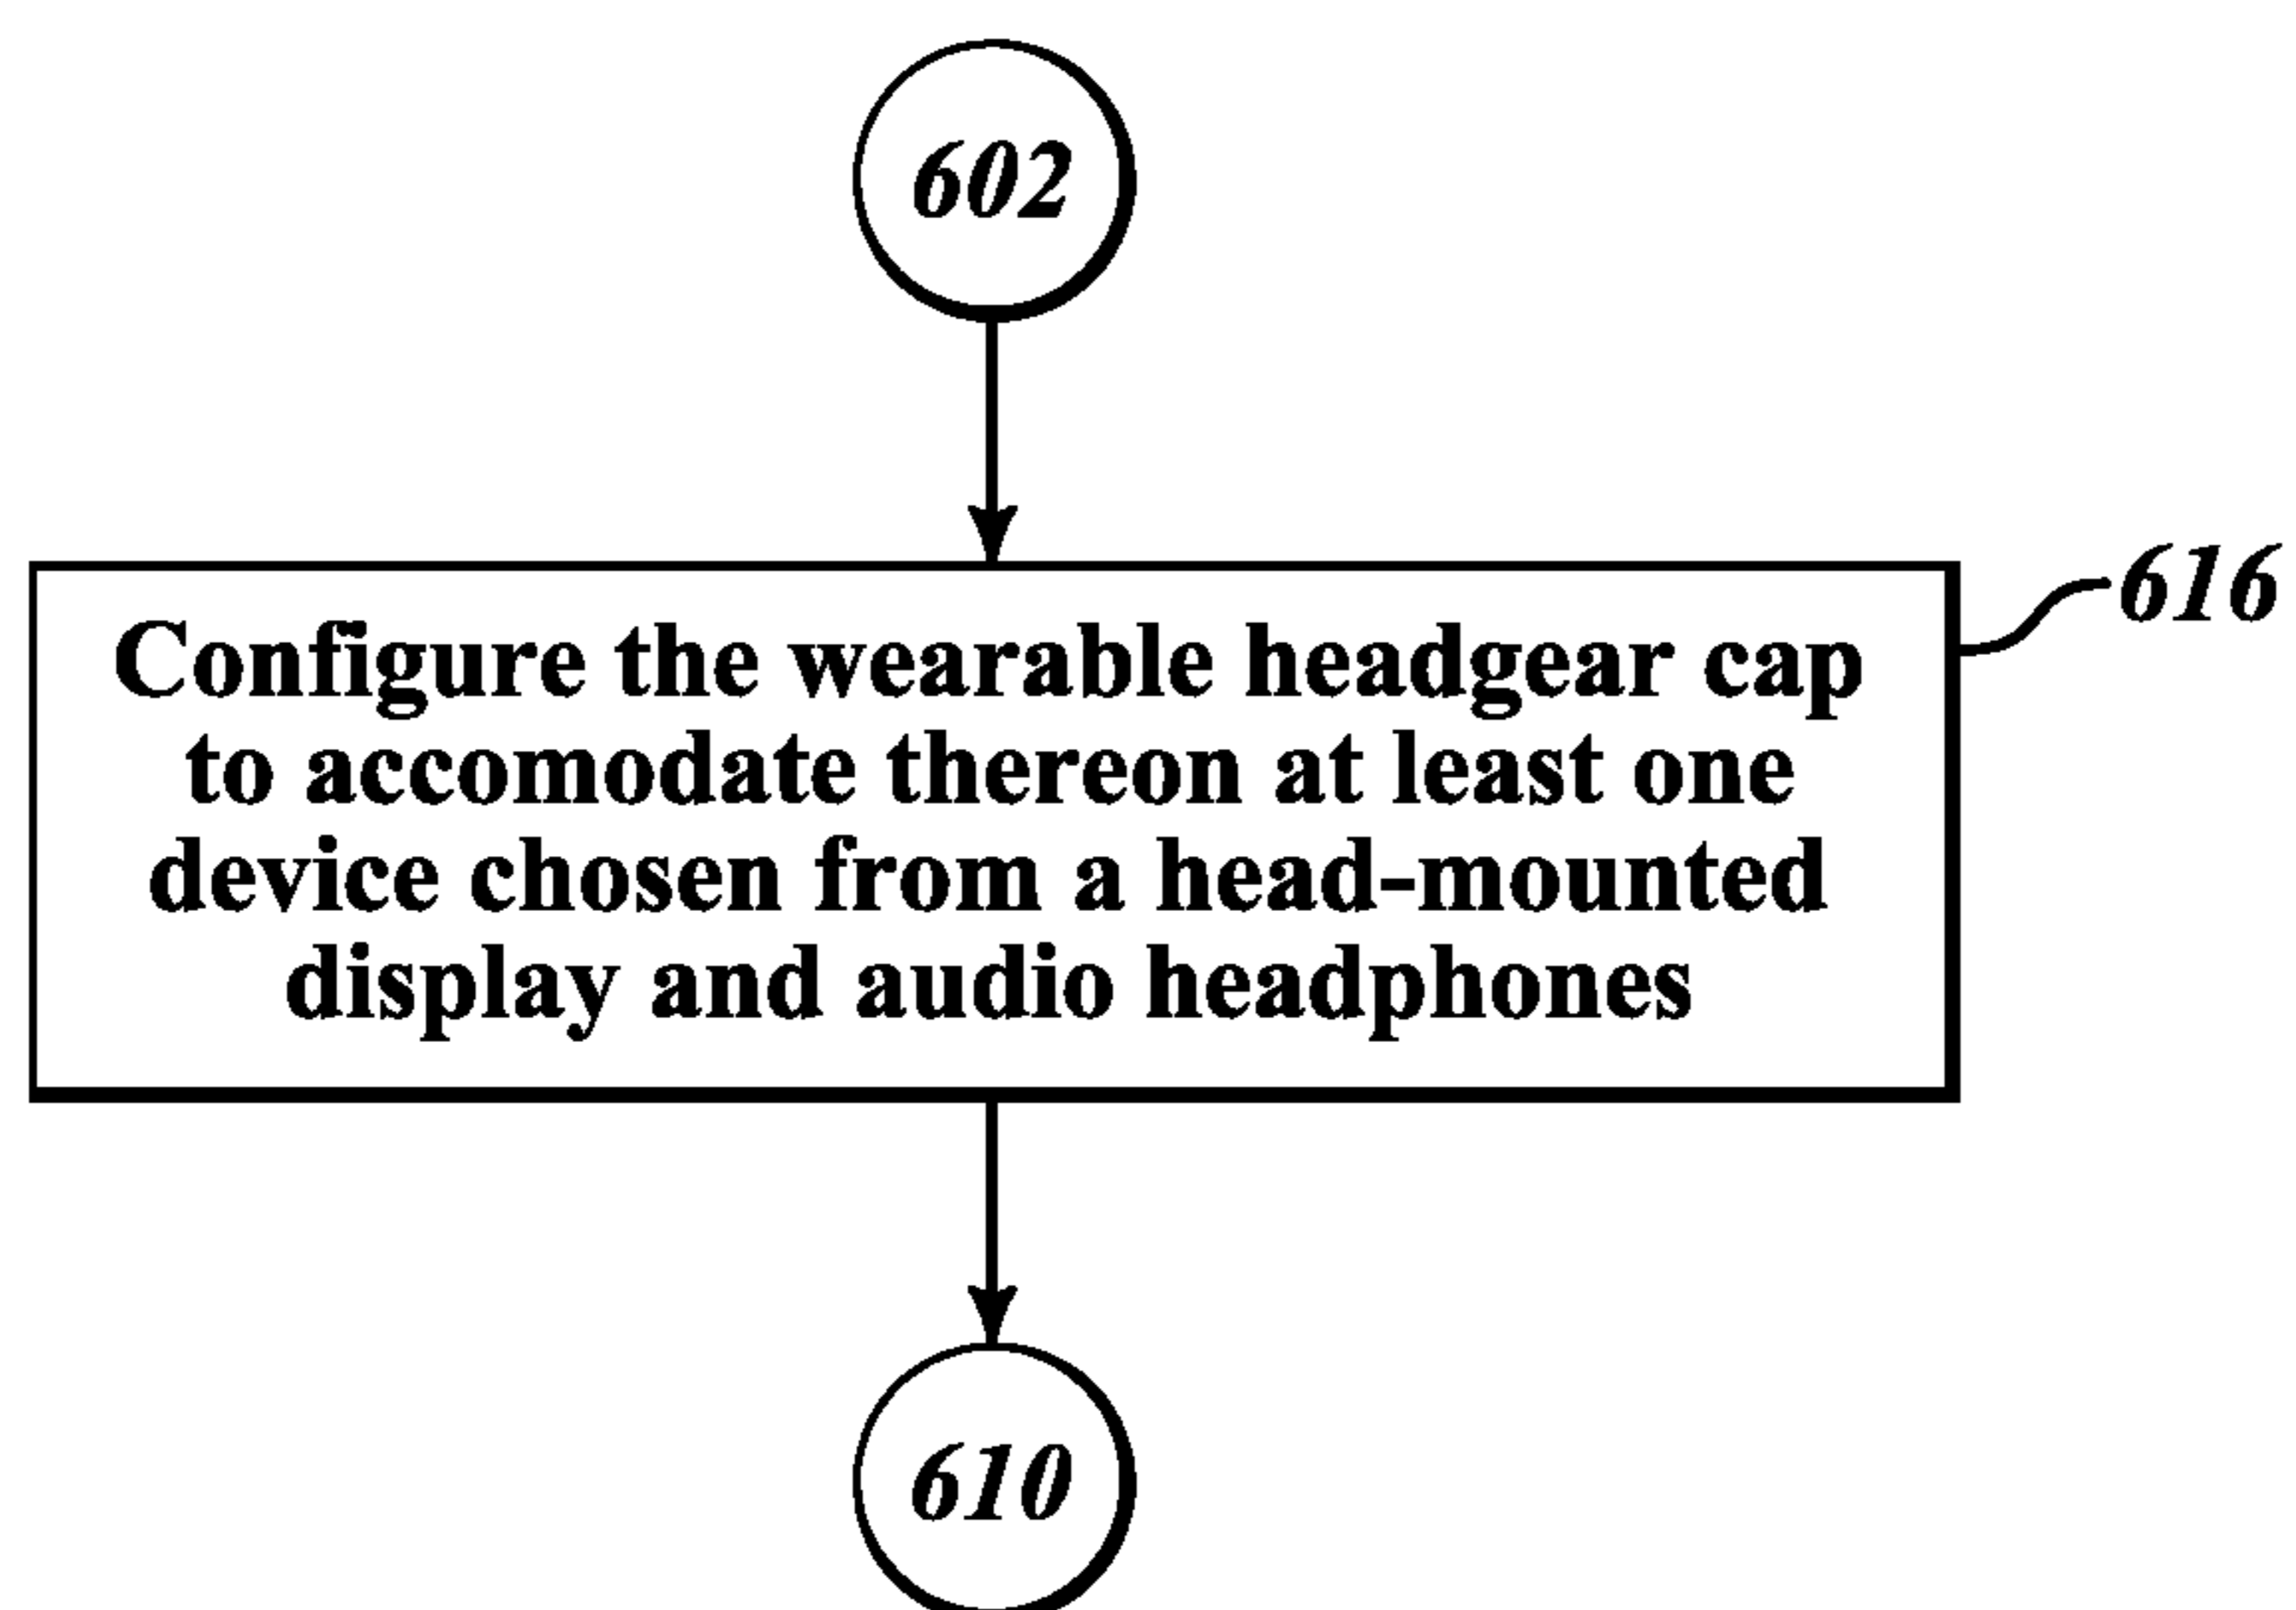 602
616
Configure the wearable headgear cap
to accomodate thereon at least one
device chosen from a head-mounted
display and audio headphones
610